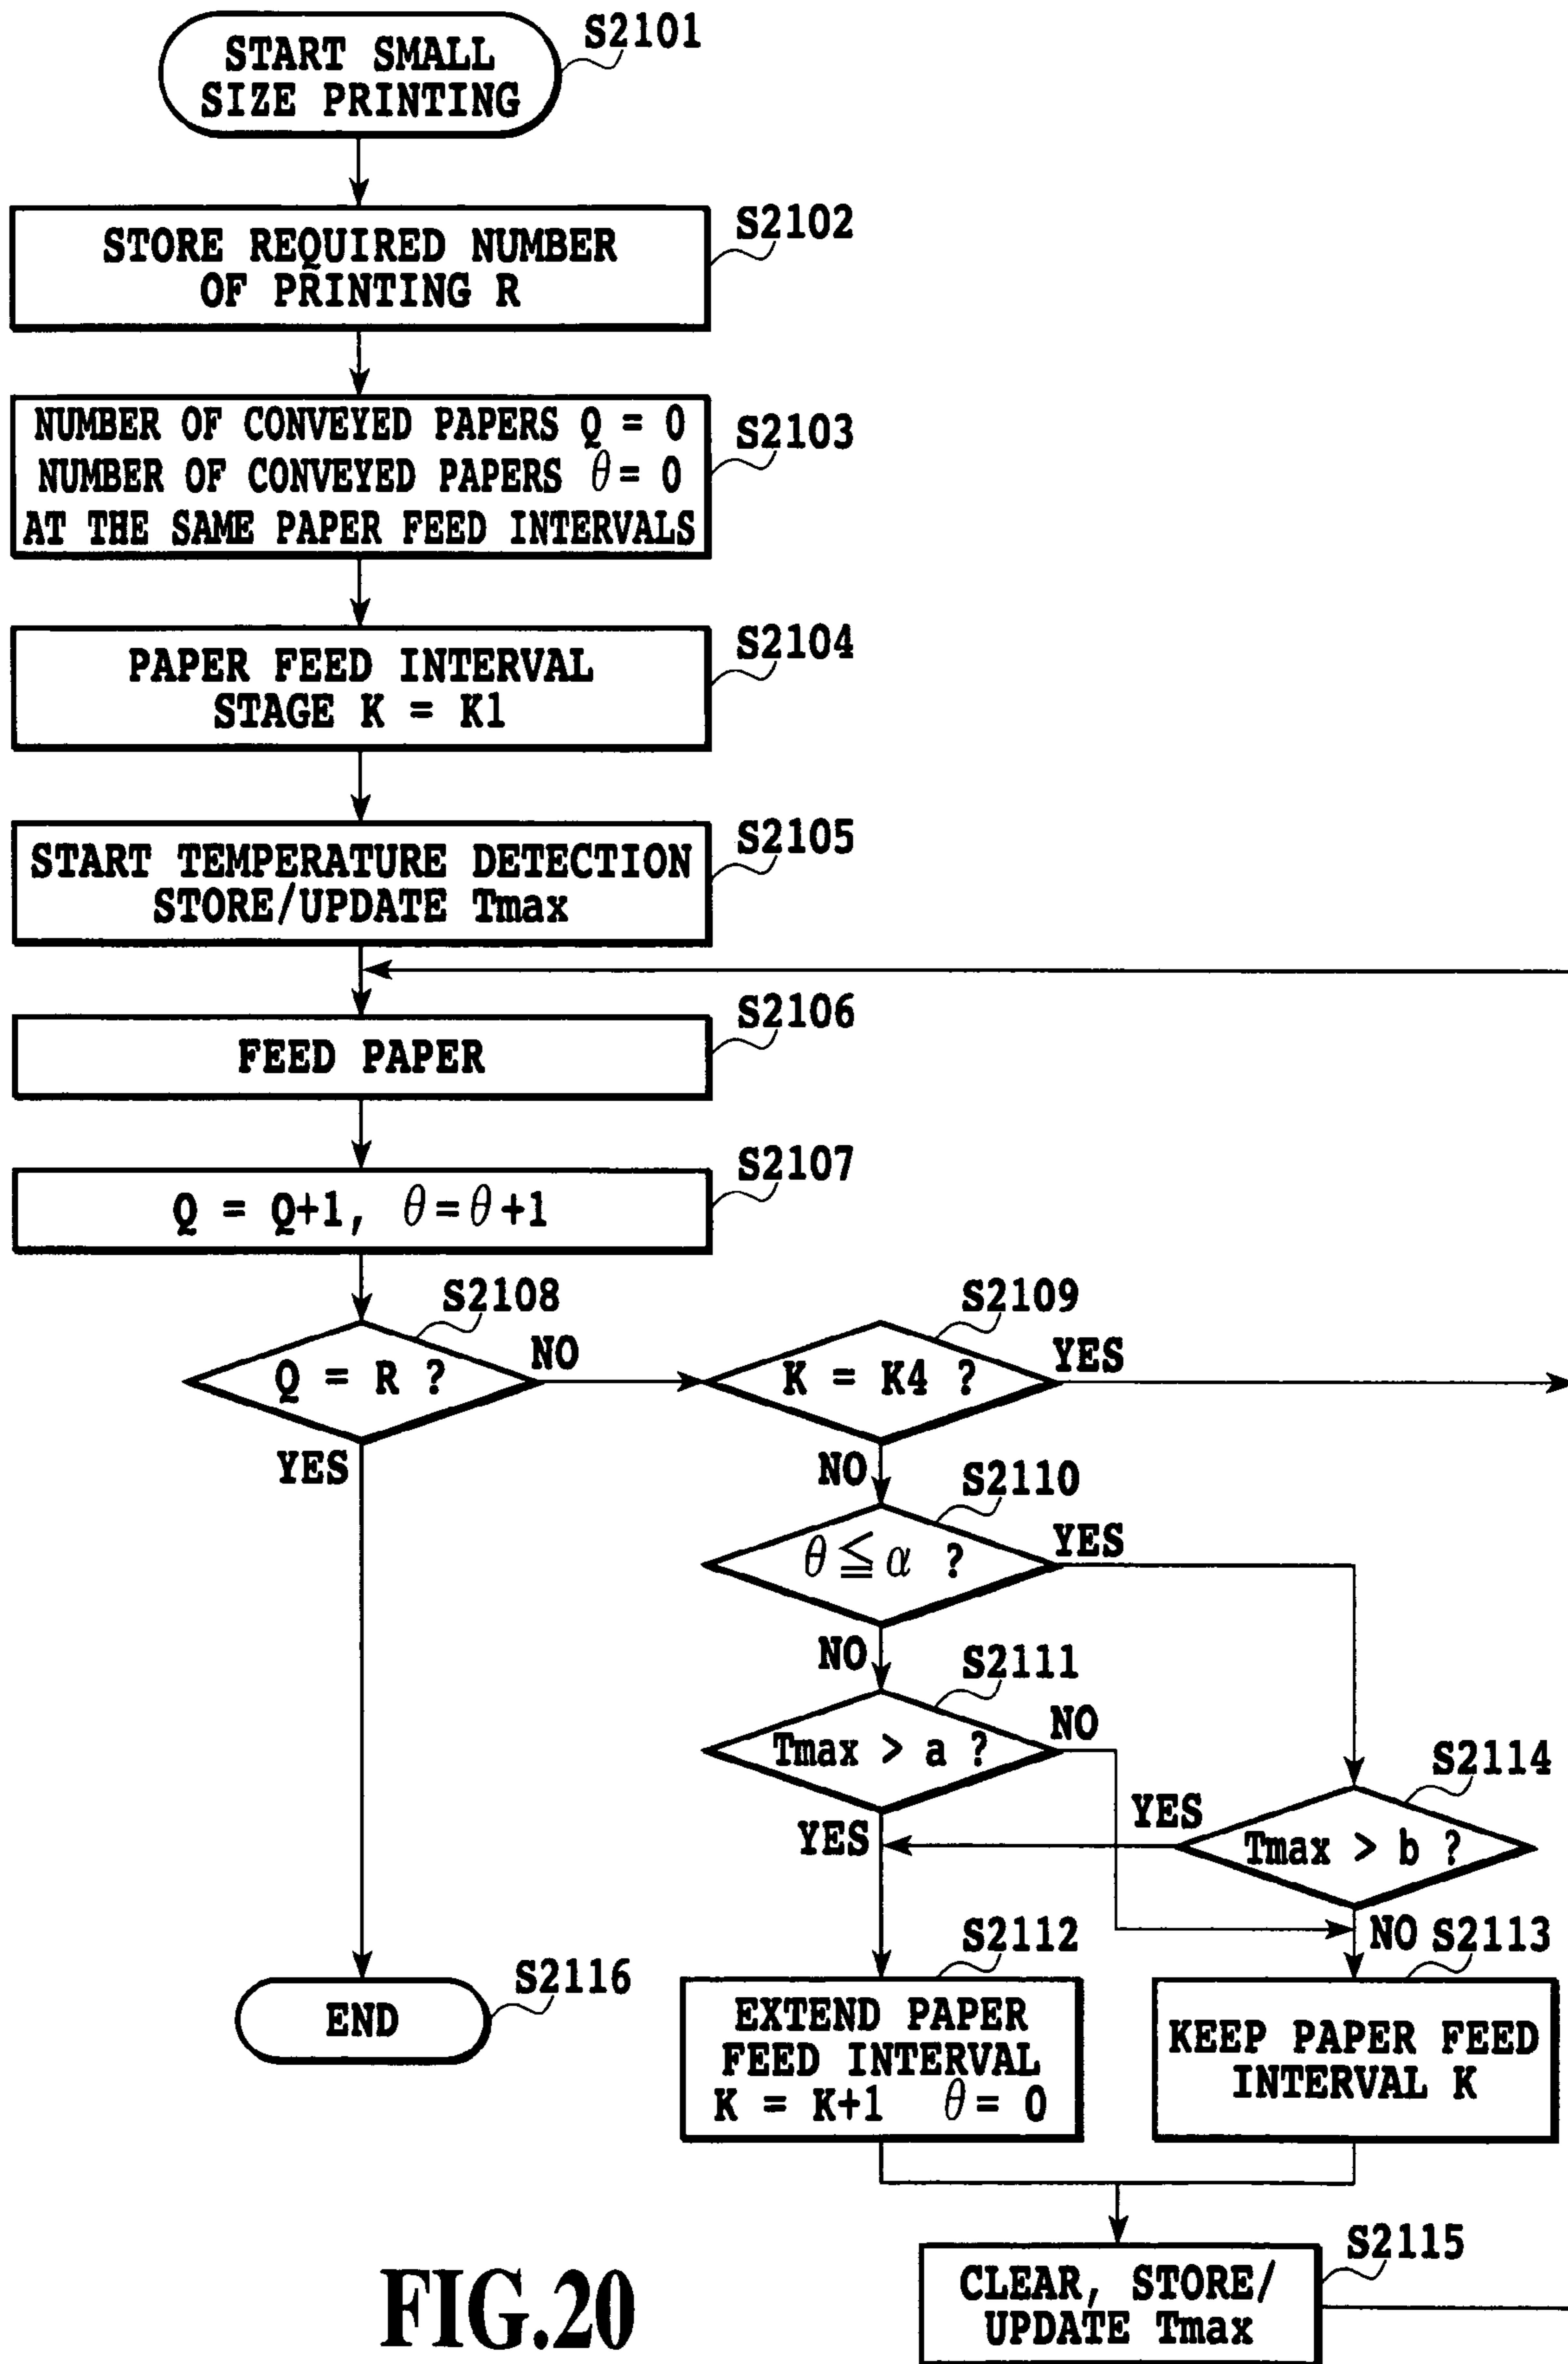 START SMALL
SIZE PRINTING
S2101
STORE REQUIRED NUMBER
OF PRINTING R
S2102
NUMBER OF CONVEYED PAPERS Q = 0
NUMBER OF CONVEYED PAPERS θ = 0
AT THE SAME PAPER FEED INTERVALS
S2103
PAPER FEED INTERVAL
STAGE K = K1
S2104
START TEMPERATURE DETECTION
STORE/UPDATE Tmax
S2105
FEED PAPER
S2106
Q = Q+1, θ = θ +1
S2107
Q = R ?
S2108
NO
YES
K = K4 ?
S2109
YES
NO
θ ≦ α ?
S2110
YES
NO
Tmax > a ?
S2111
NO
YES
Tmax > b ?
S2114
YES
NO
EXTEND PAPER
FEED INTERVAL
K = K+1 θ = 0
S2112
KEEP PAPER FEED
INTERVAL K
S2113
END
S2116
CLEAR, STORE/
UPDATE Tmax
S2115
FIG.20